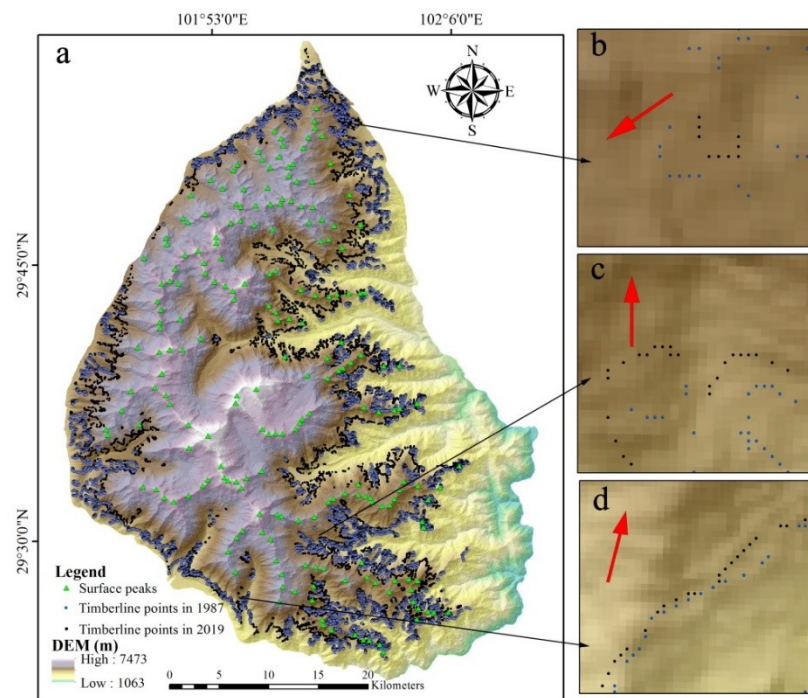 101°53'0"E
102°6'0"E
a
N
W
E
S
29°45'0"N
29°30'0"N
Legend
Surface peaks
Timberline points in 1987
Timberline points in 2019
DEM (m)
High : 7473
Low : 1063
0
5
10
20
Kilometers
b
c
d